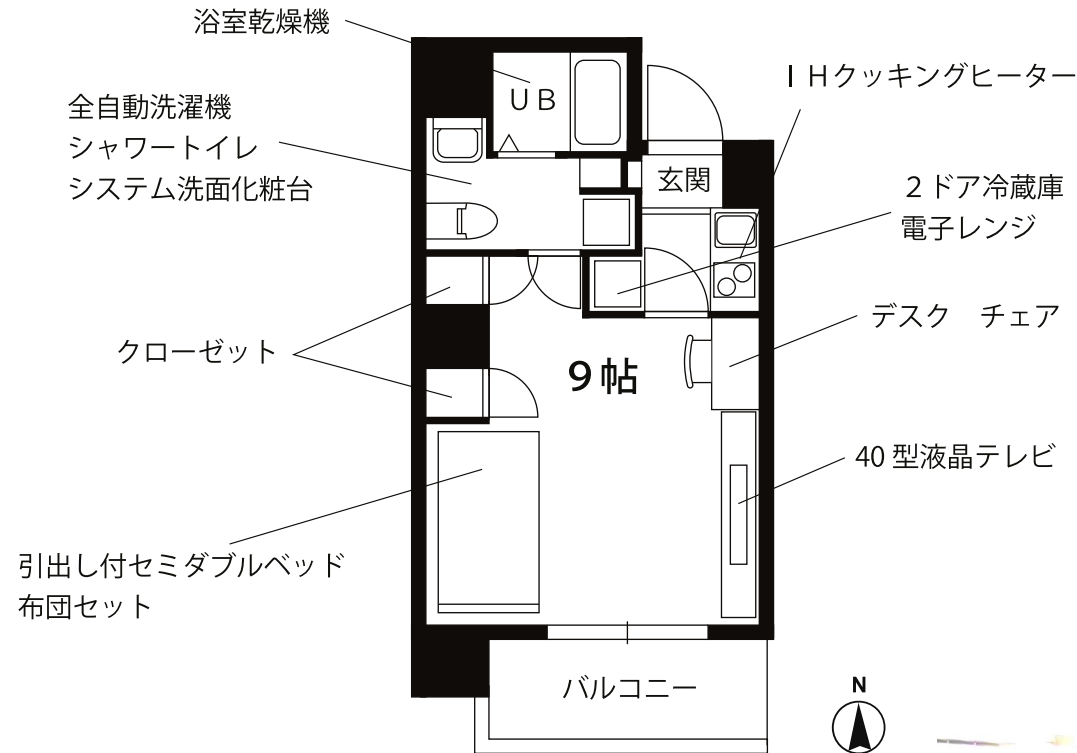 浴室乾燥機
ＩＨクッキングヒーター
ＵＢ
全自動洗濯機
シャワートイレ
システム洗面化粧台
玄関
２ドア冷蔵庫
電子レンジ
デスク　チェア
クローゼット
９帖
40 型液晶テレビ
引出し付セミダブルベッド
布団セット
バルコニー
N